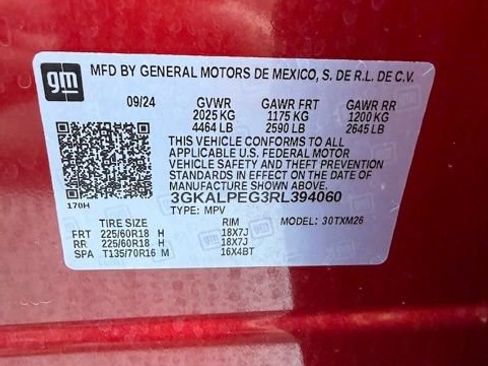 gm
MFD BY GENERAL MOTORS DE MEXICO, S. DE R.L. DE C.V.
09/24 GVWR GAWR FRT GAWR RR
2025 KG 1175 KG 1200 KG
4464 LB 2590 LB 2645 LB
THIS VEHICLE CONFORMS TO ALL
APPLICABLE U.S. FEDERAL MOTOR
VEHICLE SAFETY AND THEFT PREVENTION
STANDARDS IN EFFECT ON THE DATE OF
MANUFACTURE SHOWN ABOVE.
3GKALPEG3RL394060
170H TYPE: MPV MODEL: 30TXM26
TIRE SIZE RIM
FRT 225/60R18 H 18X7J
RR 225/60R18 H 18X7J
SPA T135/70R16 M 16X4BT